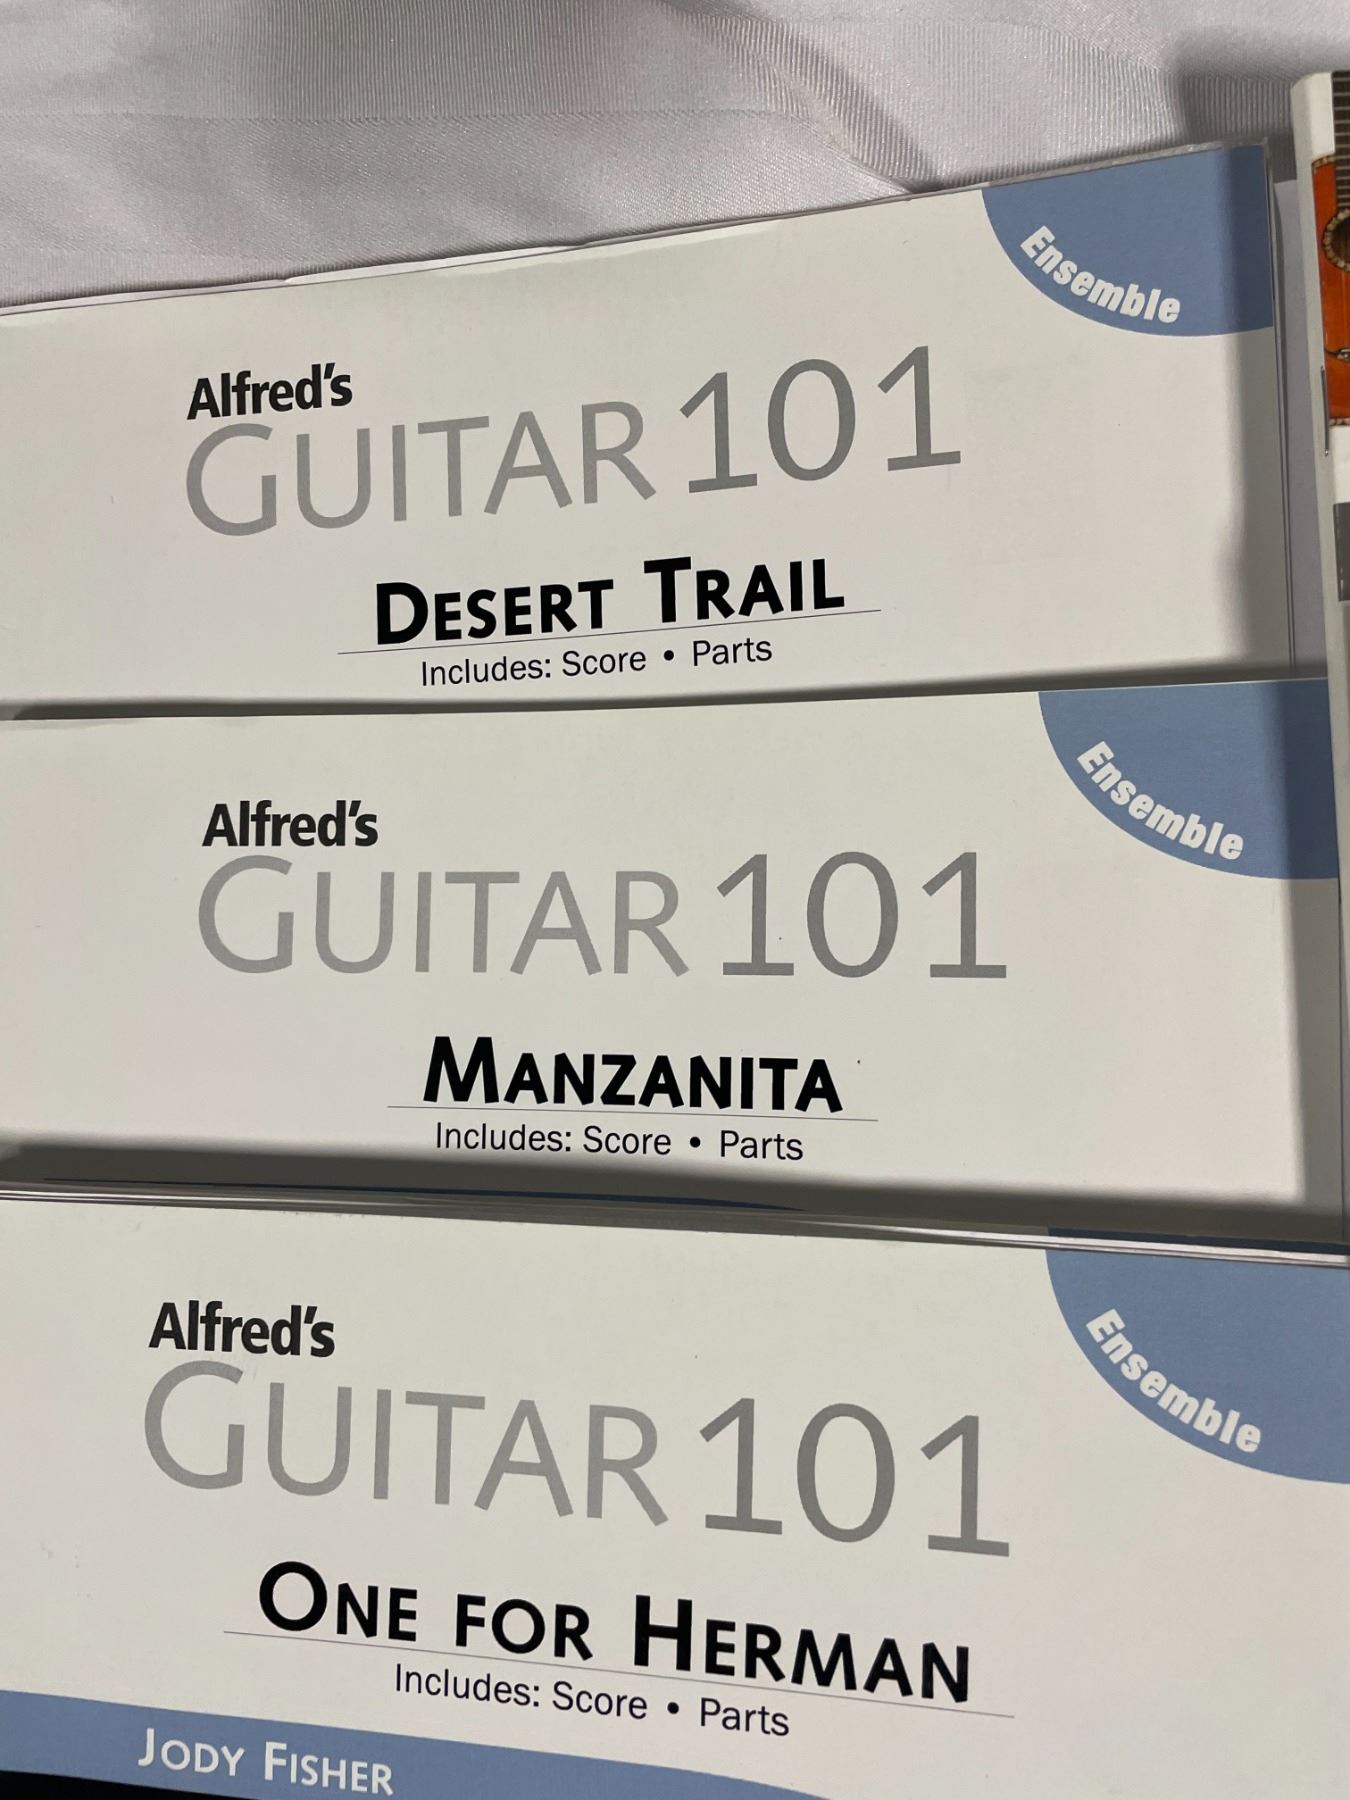 Ensemble
Alfred's
GUITAR 101
DESERT TRAIL
Includes: Score • Parts
Ensemble
Alfred's
GUITAR 101
MANZANITA
Includes: Score • Parts
Ensemble
Alfred's
GUITAR 101
ONE FOR HERMAN
Includes: Score • Parts
JODY FISHER